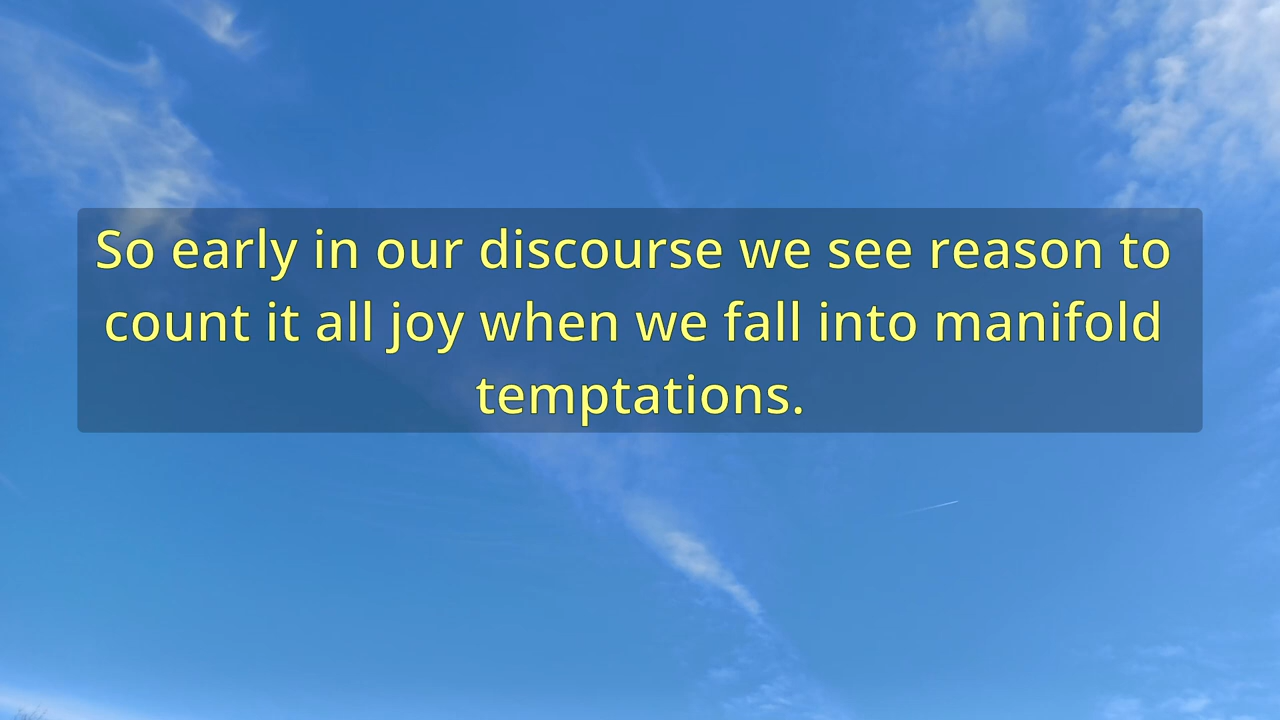 So early in our discourse we see reason to
count it all joy when we fall into manifold
temptations.